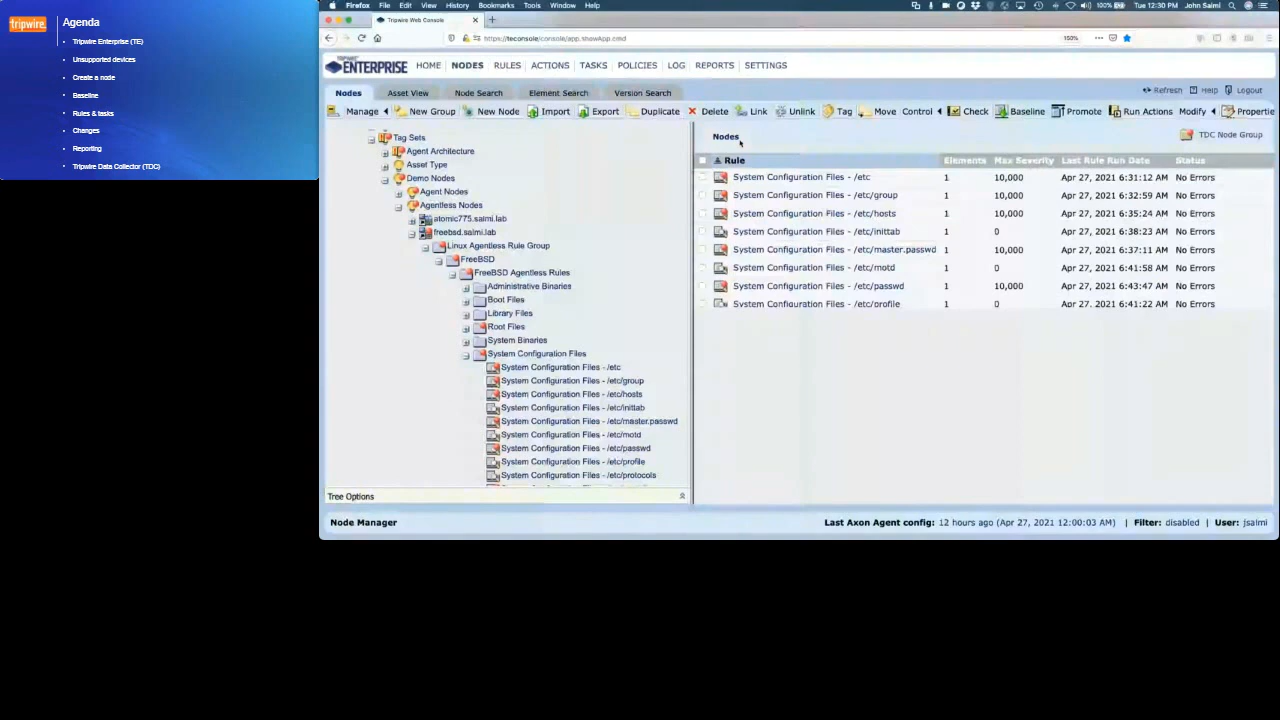 tripwire.
Agenda
• Tripwire Enterprise (TE)
• Unsupported devices
• Create a node
• Baseline
• Rules & tasks
• Changes
• Reporting
• Tripwire Data Collector (TDC)
Firefox File Edit View History Bookmarks Tools Window Help 100% Tue 12:30 PM John Salmi
Tripwire Web Console
https://teconsole/console/app.showApp.cmd 150%
TRIPWIRE ENTERPRISE HOME NODES RULES ACTIONS TASKS POLICIES LOG REPORTS SETTINGS
Nodes Asset View Node Search Element Search Version Search Refresh Help Logout
Manage New Group New Node Import Export Duplicate Delete Link Unlink Tag Move Control Check Baseline Promote Run Actions Modify Propertie
Tag Sets
Agent Architecture
Asset Type
Demo Nodes
Agent Nodes
Agentless Nodes
atomic775.salmi.lab
freebsd.salmi.lab
Linux Agentless Rule Group
FreeBSD
FreeBSD Agentless Rules
Administrative Binaries
Boot Files
Library Files
Root Files
System Binaries
System Configuration Files
System Configuration Files - /etc
System Configuration Files - /etc/group
System Configuration Files - /etc/hosts
System Configuration Files - /etc/inittab
System Configuration Files - /etc/master.passwd
System Configuration Files - /etc/motd
System Configuration Files - /etc/passwd
System Configuration Files - /etc/profile
System Configuration Files - /etc/protocols
Tree Options
Nodes TDC Node Group
Rule Elements Max Severity Last Rule Run Date Status
System Configuration Files - /etc 1 10,000 Apr 27, 2021 6:31:12 AM No Errors
System Configuration Files - /etc/group 1 10,000 Apr 27, 2021 6:32:59 AM No Errors
System Configuration Files - /etc/hosts 1 10,000 Apr 27, 2021 6:35:24 AM No Errors
System Configuration Files - /etc/inittab 1 0 Apr 27, 2021 6:38:23 AM No Errors
System Configuration Files - /etc/master.passwd 1 10,000 Apr 27, 2021 6:37:11 AM No Errors
System Configuration Files - /etc/motd 1 0 Apr 27, 2021 6:41:58 AM No Errors
System Configuration Files - /etc/passwd 1 10,000 Apr 27, 2021 6:43:47 AM No Errors
System Configuration Files - /etc/profile 1 0 Apr 27, 2021 6:41:22 AM No Errors
Node Manager Last Axon Agent config: 12 hours ago (Apr 27, 2021 12:00:03 AM) | Filter: disabled | User: jsalmi